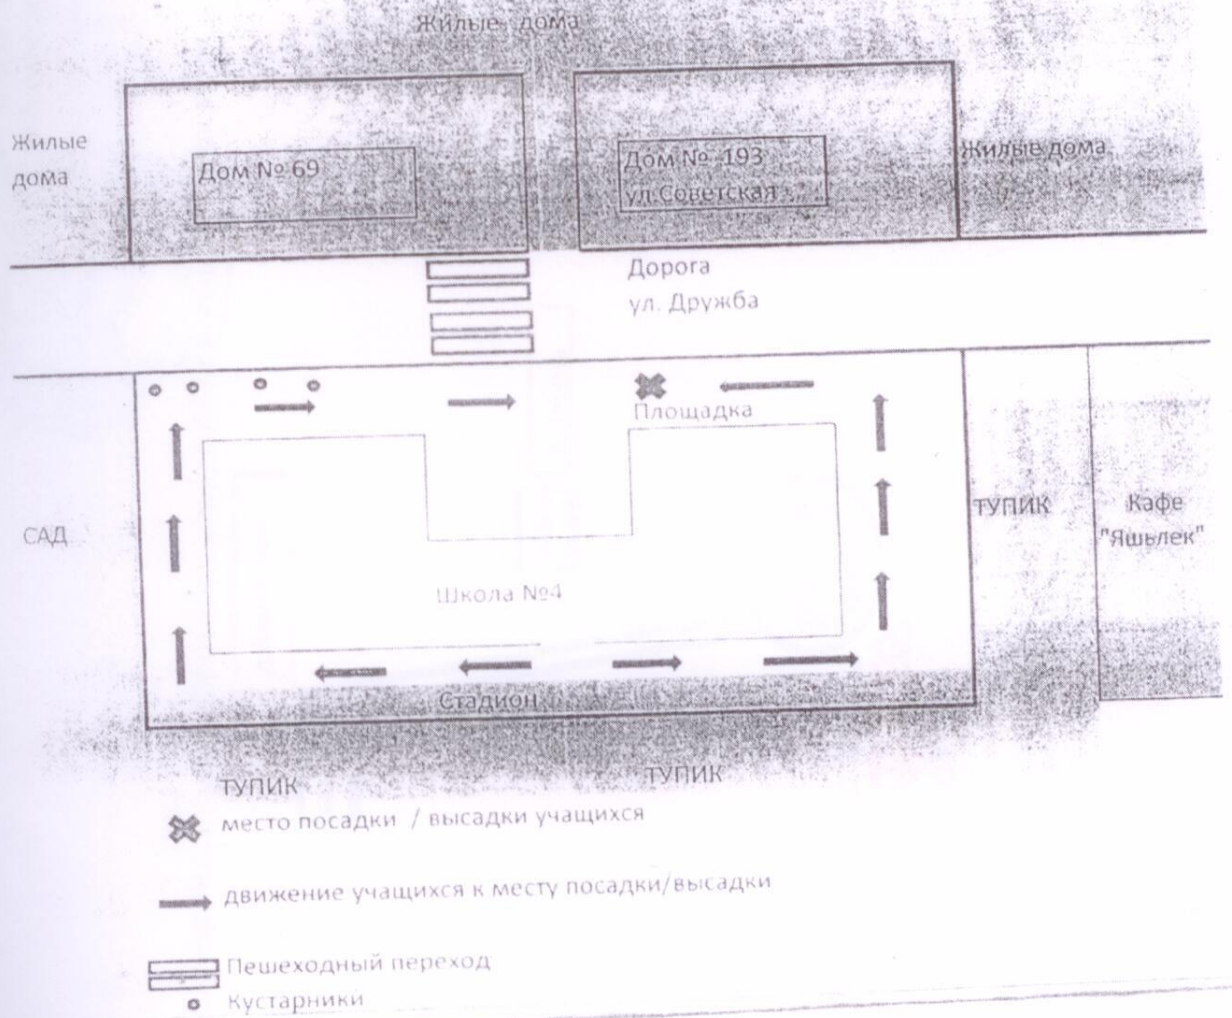 Жилые дома
Жилые
дома
Дом № 69
Дом № 193
ул.Советская
Жилые дома
Дорога
ул. Дружба
Площадка
САД
Школа №4
ТУПИК
Кафе
"Яшьлек"
Стадион
ТУПИК
ТУПИК
место посадки / высадки учащихся
движение учащихся к месту посадки/высадки
Пешеходный переход
Кустарники